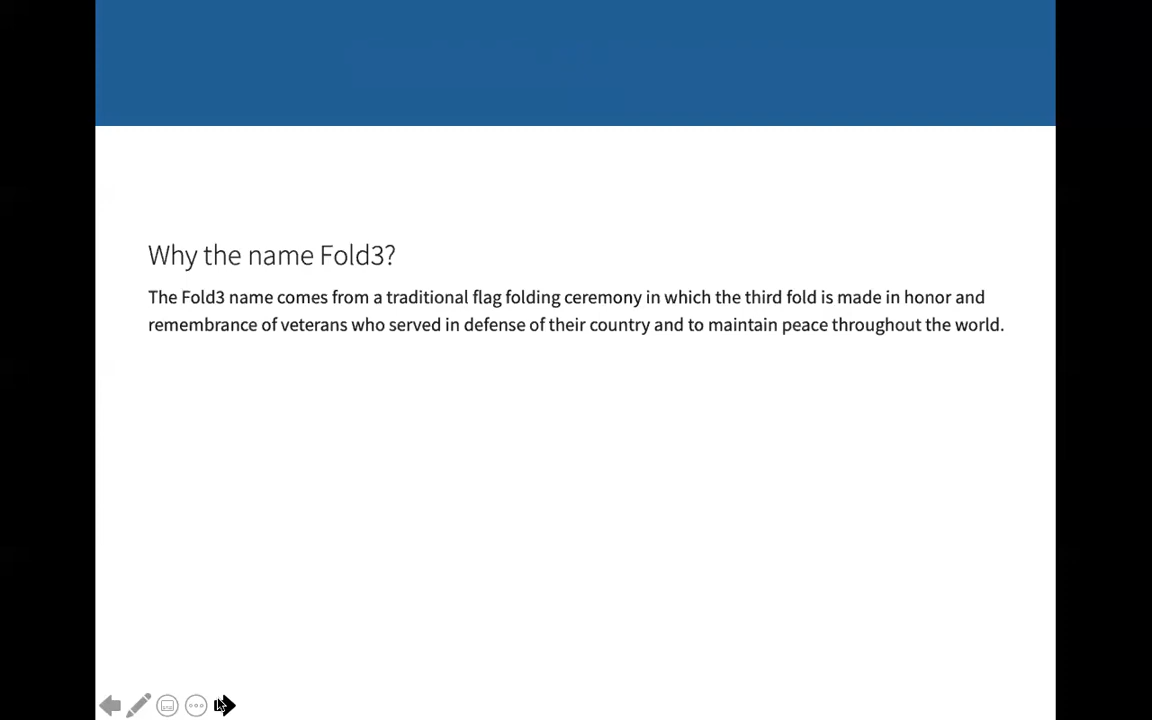 Why the name Fold3?
The Fold3 name comes from a traditional flag folding ceremony in which the third fold is made in honor and
remembrance of veterans who served in defense of their country and to maintain peace throughout the world.